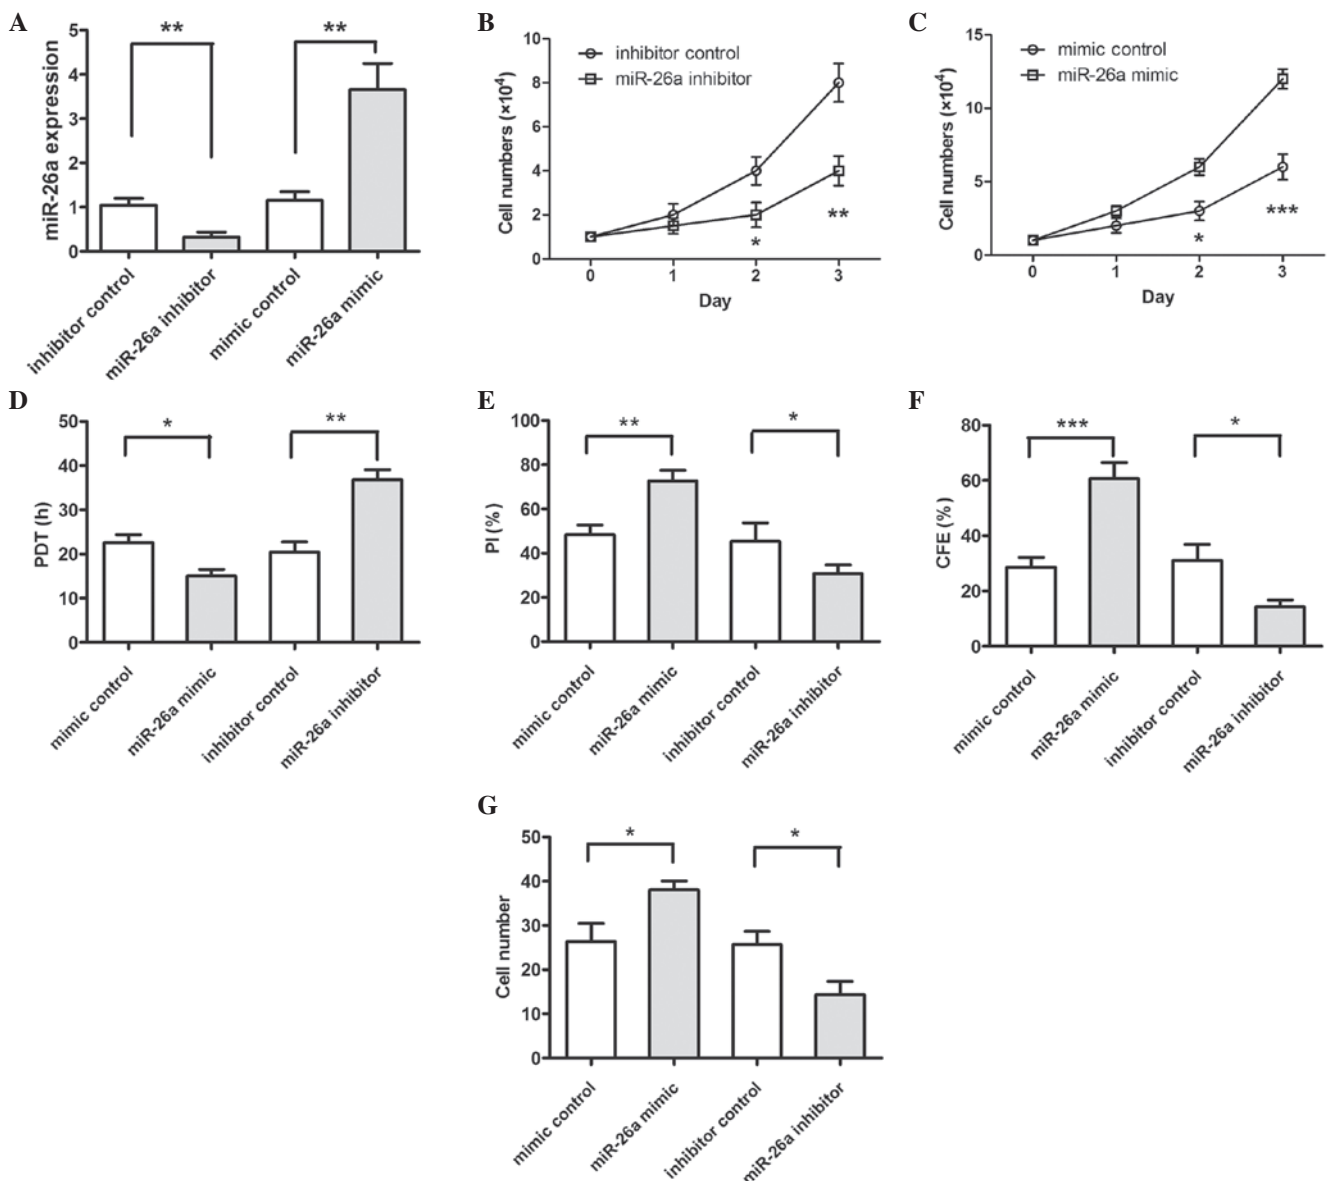 A
**
**
miR-26a expression
5
4
3
2
1
0
inhibitor control
miR-26a inhibitor
mimic control
miR-26a mimic
B
inhibitor control
miR-26a inhibitor
Cell numbers (×10⁴)
10
8
6
4
2
0
*
**
0 1 2 3
Day
C
mimic control
miR-26a mimic
Cell numbers (×10⁴)
15
10
5
0
*
***
0 1 2 3
Day
D
*
**
PDT (h)
50
40
30
20
10
0
mimic control
miR-26a mimic
inhibitor control
miR-26a inhibitor
E
**
*
PI (%)
100
80
60
40
20
0
mimic control
miR-26a mimic
inhibitor control
miR-26a inhibitor
F
***
*
CFE (%)
80
60
40
20
0
mimic control
miR-26a mimic
inhibitor control
miR-26a inhibitor
G
*
*
Cell number
50
40
30
20
10
0
mimic control
miR-26a mimic
inhibitor control
miR-26a inhibitor